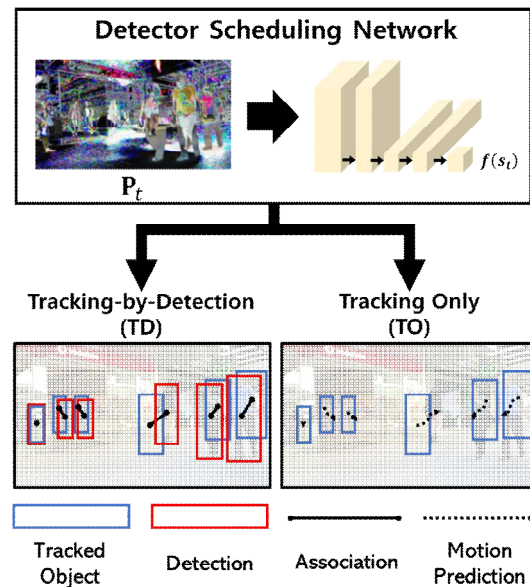 Detector Scheduling Network
P_t
f(s_t)
Tracking-by-Detection
(TD)
Tracking Only
(TO)
Tracked
Object
Detection
Association
Motion
Prediction